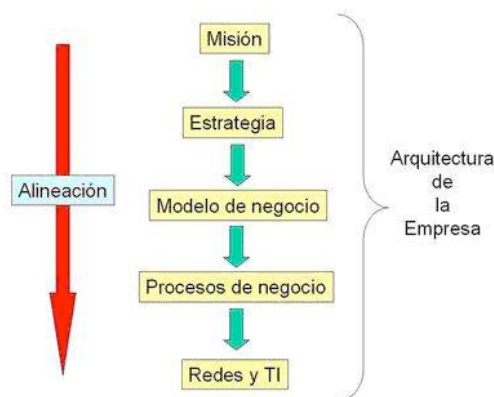 Misión
Estrategia
Alineación
Modelo de negocio
Procesos de negocio
Redes y TI
Arquitectura
de
la
Empresa